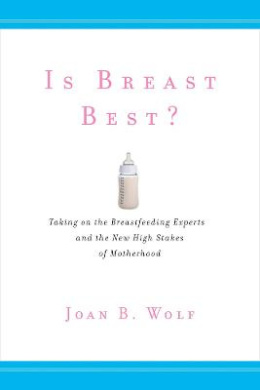 Is Breast
Best?
Taking on the Breastfeeding Experts
and the New High Stakes
of Motherhood
Joan B. Wolf